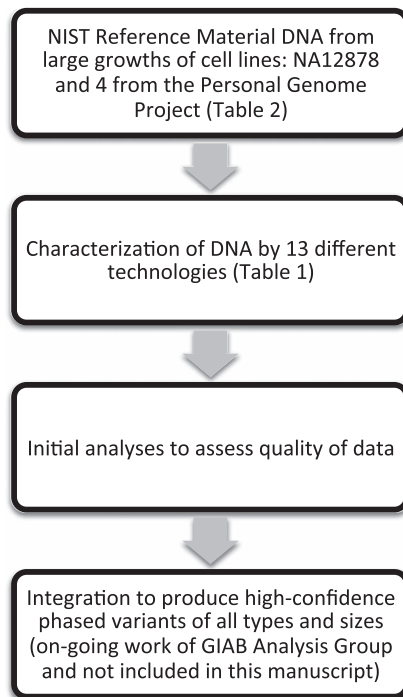 NIST Reference Material DNA from
large growths of cell lines: NA12878
and 4 from the Personal Genome
Project (Table 2)
Characterization of DNA by 13 different
technologies (Table 1)
Initial analyses to assess quality of data
Integration to produce high-confidence
phased variants of all types and sizes
(on-going work of GIAB Analysis Group
and not included in this manuscript)